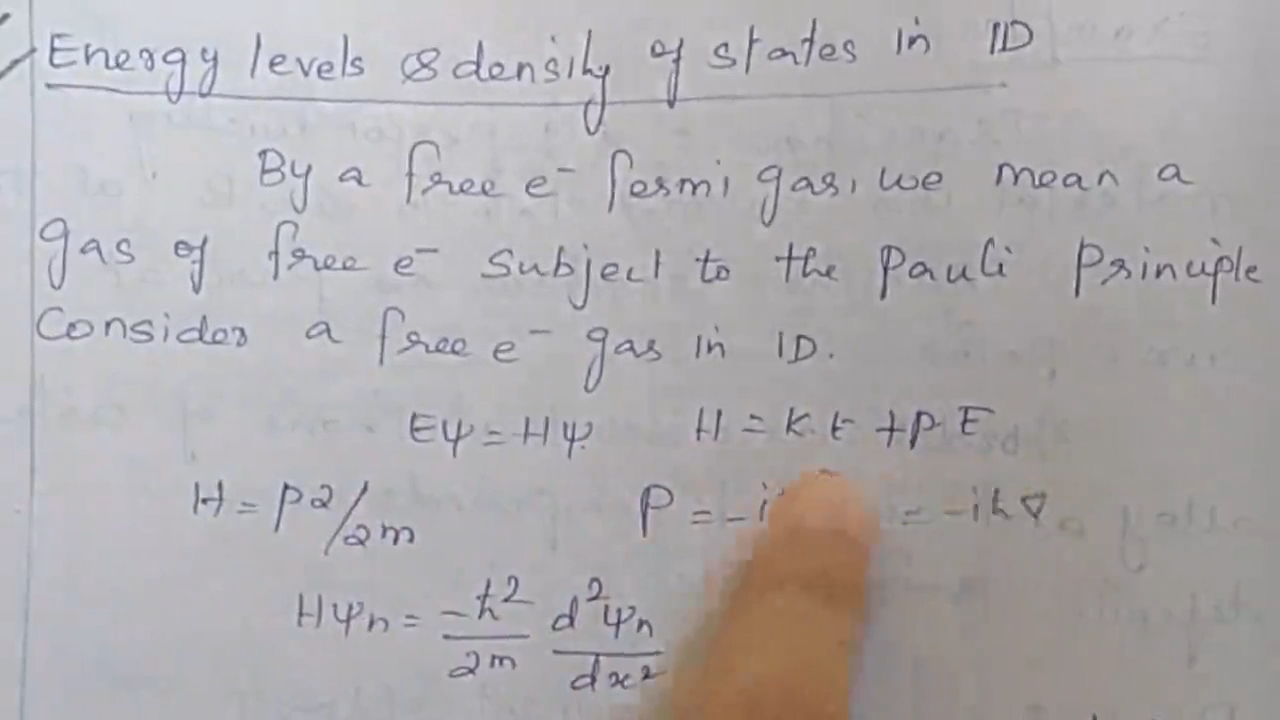 Energy levels & density of states in 1D
By a free e⁻ fermi gas, we mean a
gas of free e⁻ subject to the Pauli Principle
Consider a free e⁻ gas in 1D.
Eψ = Hψ. H = K.E + P.E
H = p2/2m P = -i = -iħ∇
Hψn = -ħ²/2m d²ψn/dx²